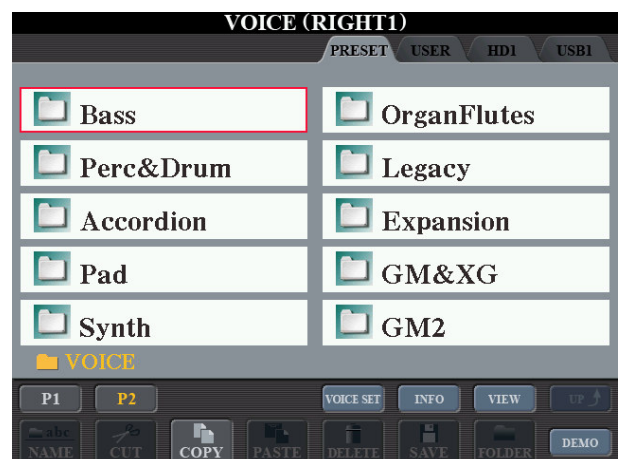 VOICE (RIGHT1)
PRESET USER HD1 USB1
Bass OrganFlutes
Perc&Drum Legacy
Accordion Expansion
Pad GM&XG
Synth GM2
VOICE
P1 P2 VOICE SET INFO VIEW UP
abc
NAME CUT COPY PASTE DELETE SAVE FOLDER DEMO